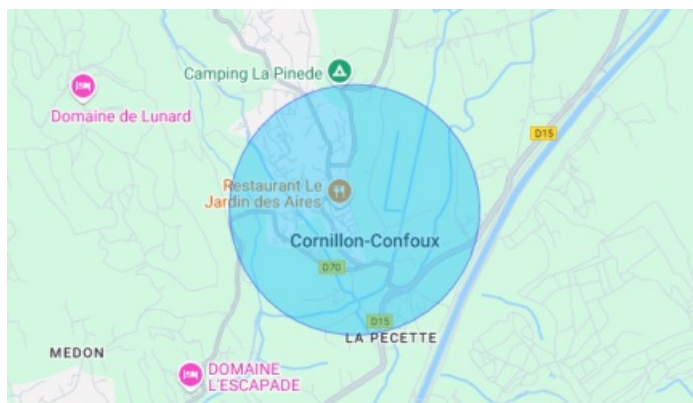 Camping La Pinede
Domaine de Lunard
D15
Restaurant Le
Jardin des Aires
Cornillon-Confoux
D70
D15
LA PECETTE
MEDON
DOMAINE
L'ESCAPADE